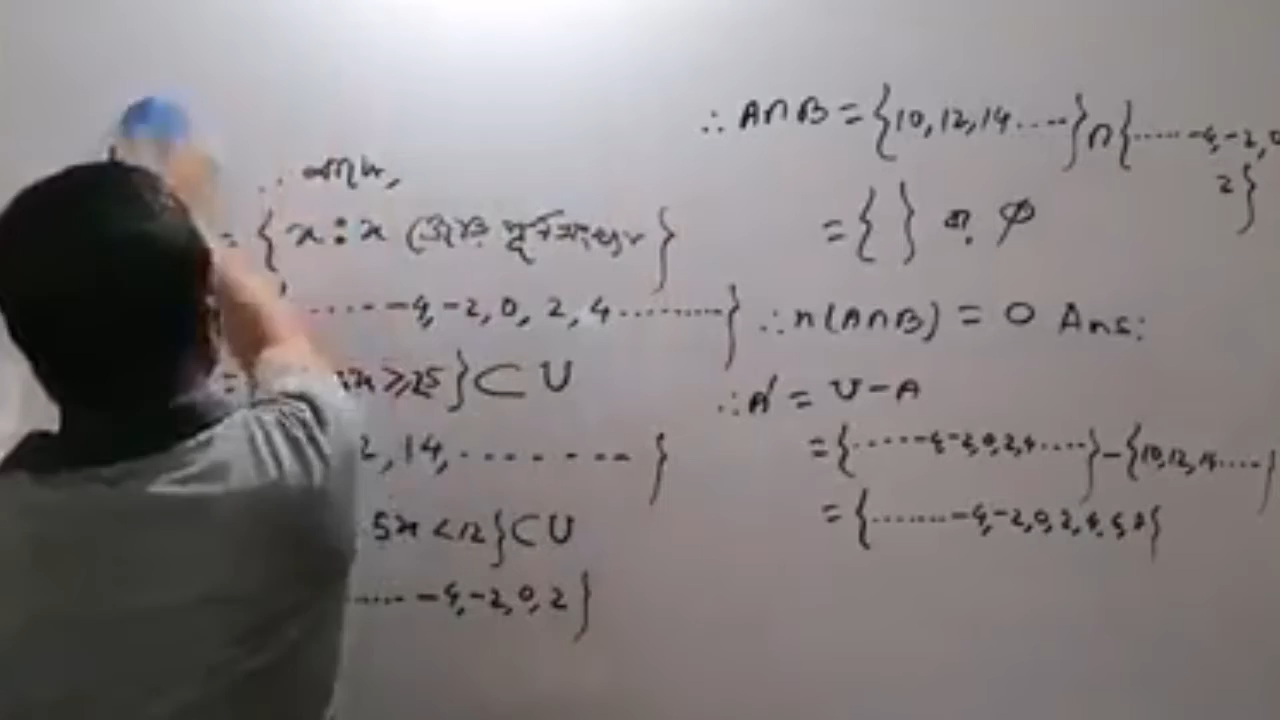 ∴ আমরা,
= { x : x জোড় পূর্ণসংখ্যা }
....... -4, -2, 0, 2, 4 ......... }
= x ≥ 25 } ⊂ U
2, 14, ........ }
5x < 12 } ⊂ U
..... -4, -2, 0, 2 }
∴ A∩B = { 10, 12, 14 ..... } ∩ { ..... -4, -2, 0
2 }
= { } বা, φ
∴ n(A∩B) = 0 Ans:
∴ A′ = U - A
= { ...... -4, -2, 0, 2, 4 ..... } - { 10, 12, 14 .... }
= { ........ -4, -2, 0, 2, 4, 6, 8 }